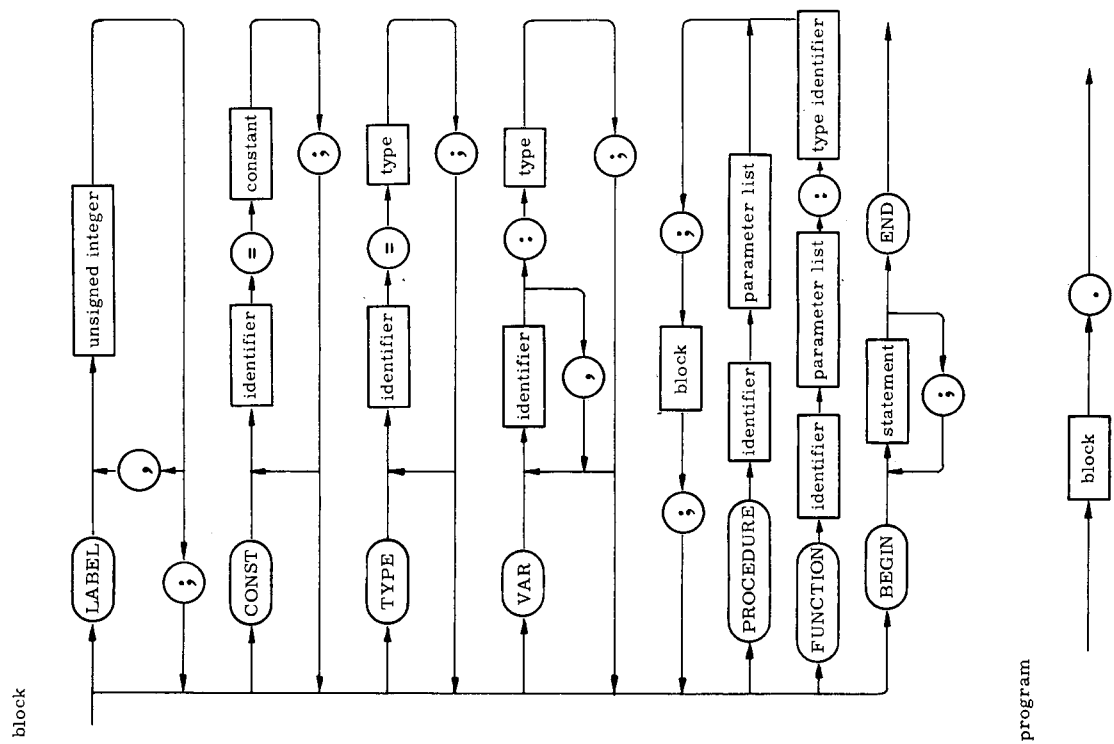 block
LABEL
unsigned integer
,
;
CONST
identifier
=
constant
;
TYPE
identifier
=
type
;
VAR
identifier
:
type
,
;
;
block
;
PROCEDURE
identifier
parameter list
FUNCTION
identifier
parameter list
:
type identifier
BEGIN
statement
END
;
program
block
.